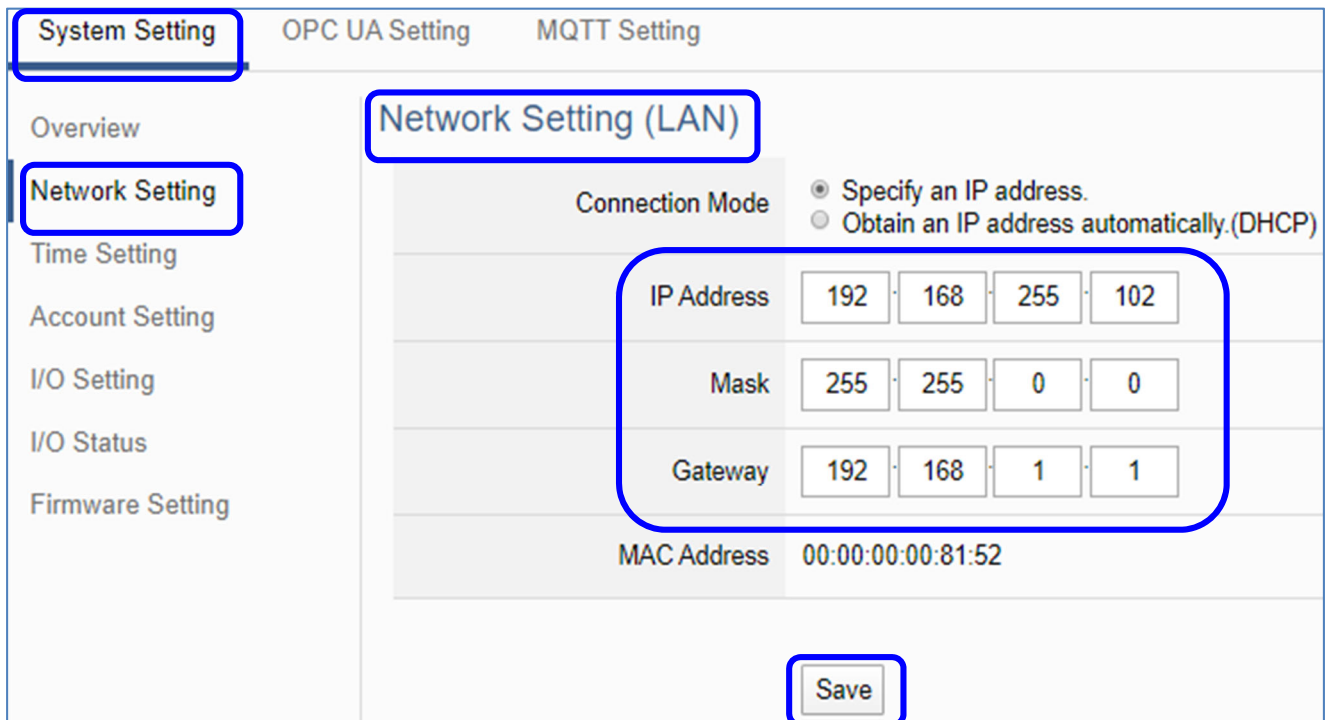 System Setting OPC UA Setting MQTT Setting
Overview
Network Setting
Time Setting
Account Setting
I/O Setting
I/O Status
Firmware Setting
Network Setting (LAN)
Connection Mode
Specify an IP address.
Obtain an IP address automatically.(DHCP)
IP Address 192 . 168 . 255 . 102
Mask 255 . 255 . 0 . 0
Gateway 192 . 168 . 1 . 1
MAC Address 00:00:00:00:81:52
Save